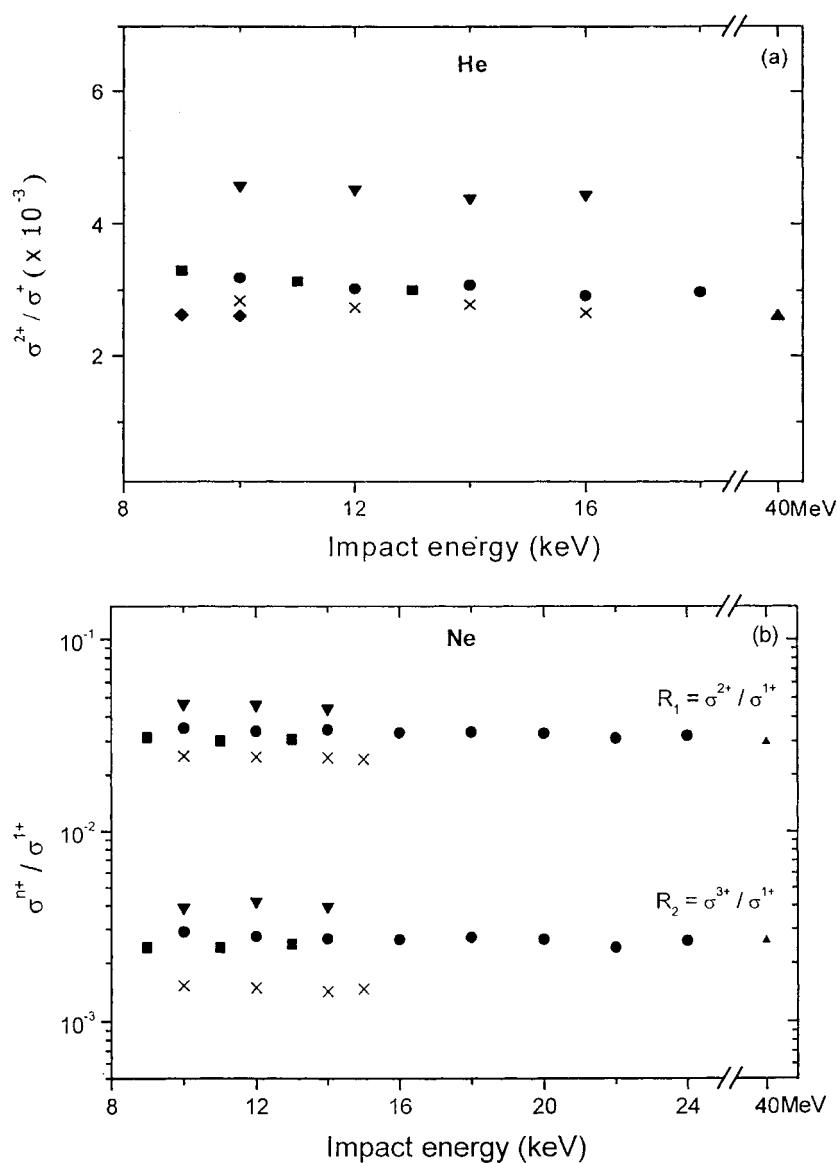 He
(a)
6
4
2
σ²⁺ / σ⁺ ( x 10⁻³)
8
12
16
40MeV
Impact energy (keV)
Ne
(b)
10⁻¹
R₁ = σ²⁺ / σ¹⁺
10⁻²
σⁿ⁺ / σ¹⁺
R₂ = σ³⁺ / σ¹⁺
10⁻³
8
12
16
20
24
40MeV
Impact energy (keV)